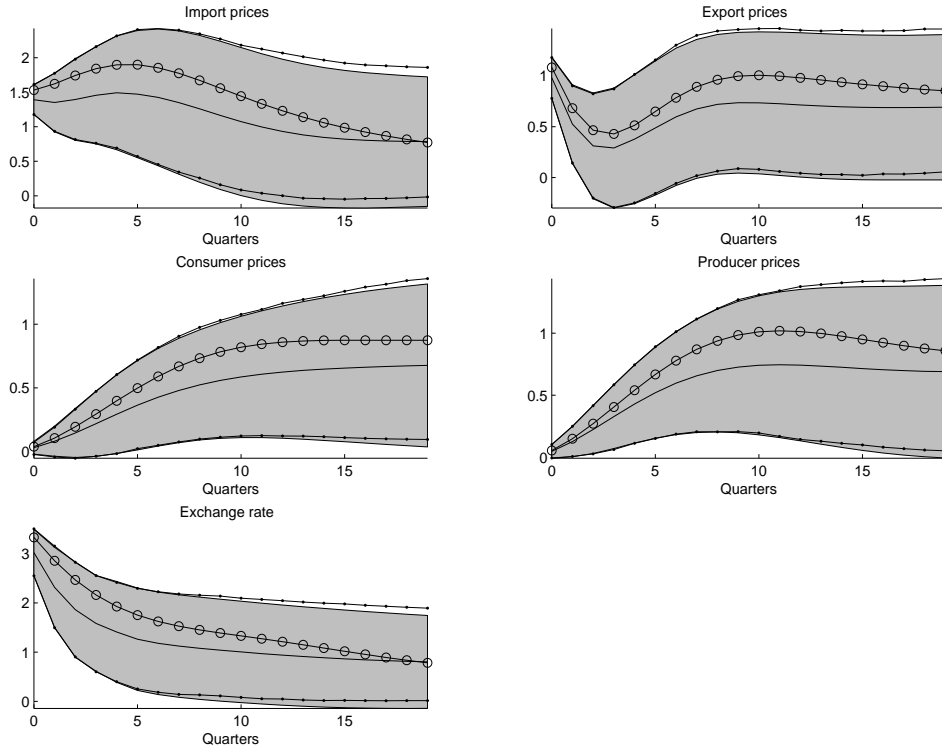 Import prices
2
1.5
1
0.5
0
0 5 10 15
Quarters
Export prices
1
0.5
0
0 5 10 15
Quarters
Consumer prices
1
0.5
0
0 5 10 15
Quarters
Producer prices
1
0.5
0
0 5 10 15
Quarters
Exchange rate
3
2
1
0
0 5 10 15
Quarters